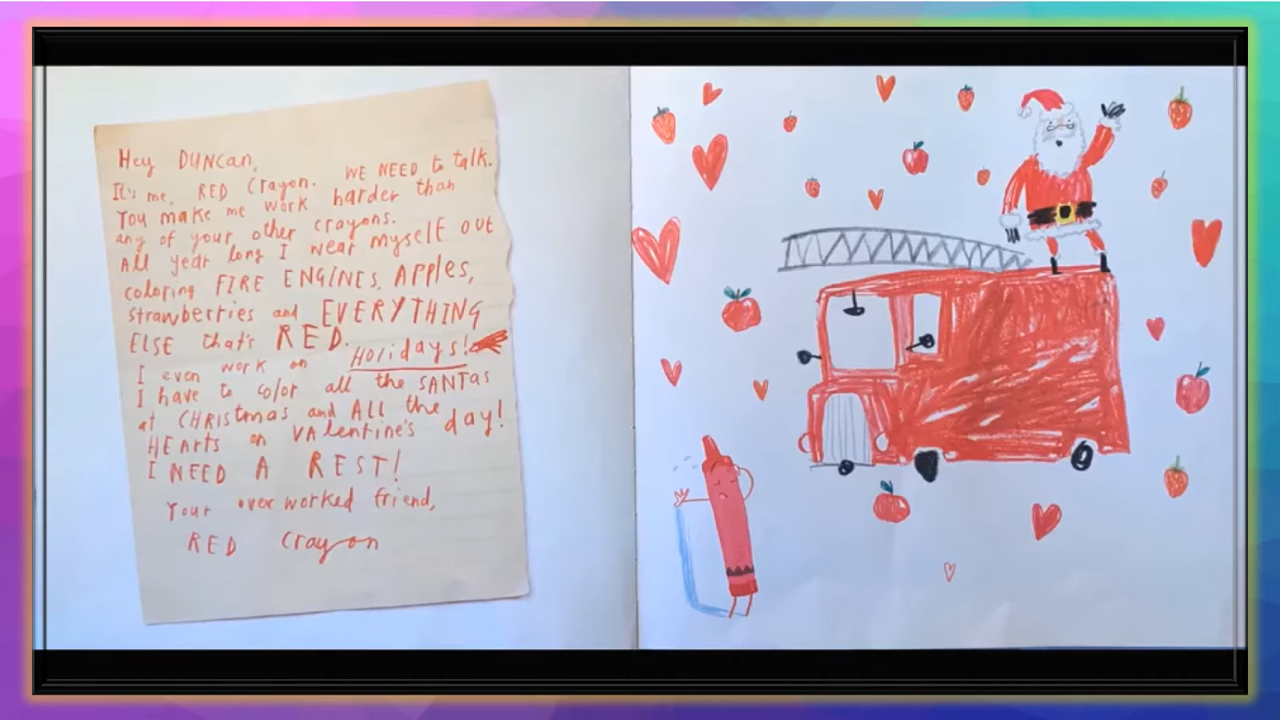 Hey DUNCAN,
It's me, RED Crayon. WE NEED to talk.
You make me work harder than
any of your other crayons.
All year long I wear myself out
coloring FIRE ENGINES, Apples,
strawberries and EVERYTHING
ELSE that's RED.
I even work on Holidays!
I have to color all the SANTas
at CHRistmas and All the
HEArts on VAlentine's day!
I NEED A REST!
Your overworked friend,
RED Crayon